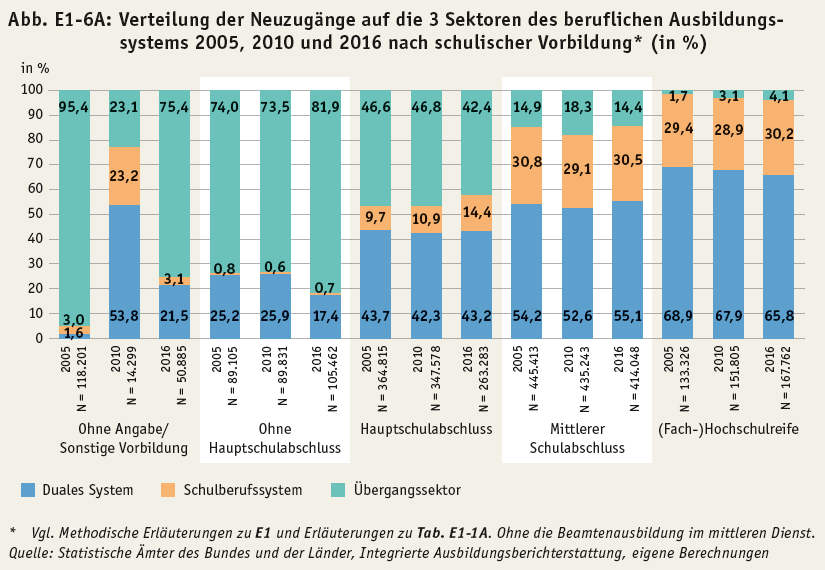 Abb. E1-6A: Verteilung der Neuzugänge auf die 3 Sektoren des beruflichen Ausbildungs-
systems 2005, 2010 und 2016 nach schulischer Vorbildung* (in %)
in %
100
90
80
70
60
50
40
30
20
10
0
95,4 23,1 75,4 74,0 73,5 81,9 46,6 46,8 42,4 14,9 18,3 14,4 1,7 3,1 4,1
3,0 23,2 3,1 0,8 0,6 0,7 9,7 10,9 14,4 30,8 29,1 30,5 29,4 28,9 30,2
1,6 53,8 21,5 25,2 25,9 17,4 43,7 42,3 43,2 54,2 52,6 55,1 68,9 67,9 65,8
2005
N = 118.201
2010
N = 14.299
2016
N = 50.885
2005
N = 89.105
2010
N = 89.831
2016
N = 105.462
2005
N = 364.815
2010
N = 347.578
2016
N = 263.283
2005
N = 445.413
2010
N = 435.243
2016
N = 414.048
2005
N = 133.326
2010
N = 151.805
2016
N = 167.762
Ohne Angabe/
Sonstige Vorbildung
Ohne
Hauptschulabschluss
Hauptschulabschluss
Mittlerer
Schulabschluss
(Fach-)Hochschulreife
Duales System Schulberufssystem Übergangssektor
* Vgl. Methodische Erläuterungen zu E1 und Erläuterungen zu Tab. E1-1A. Ohne die Beamtenausbildung im mittleren Dienst.
Quelle: Statistische Ämter des Bundes und der Länder, Integrierte Ausbildungsberichterstattung, eigene Berechnungen